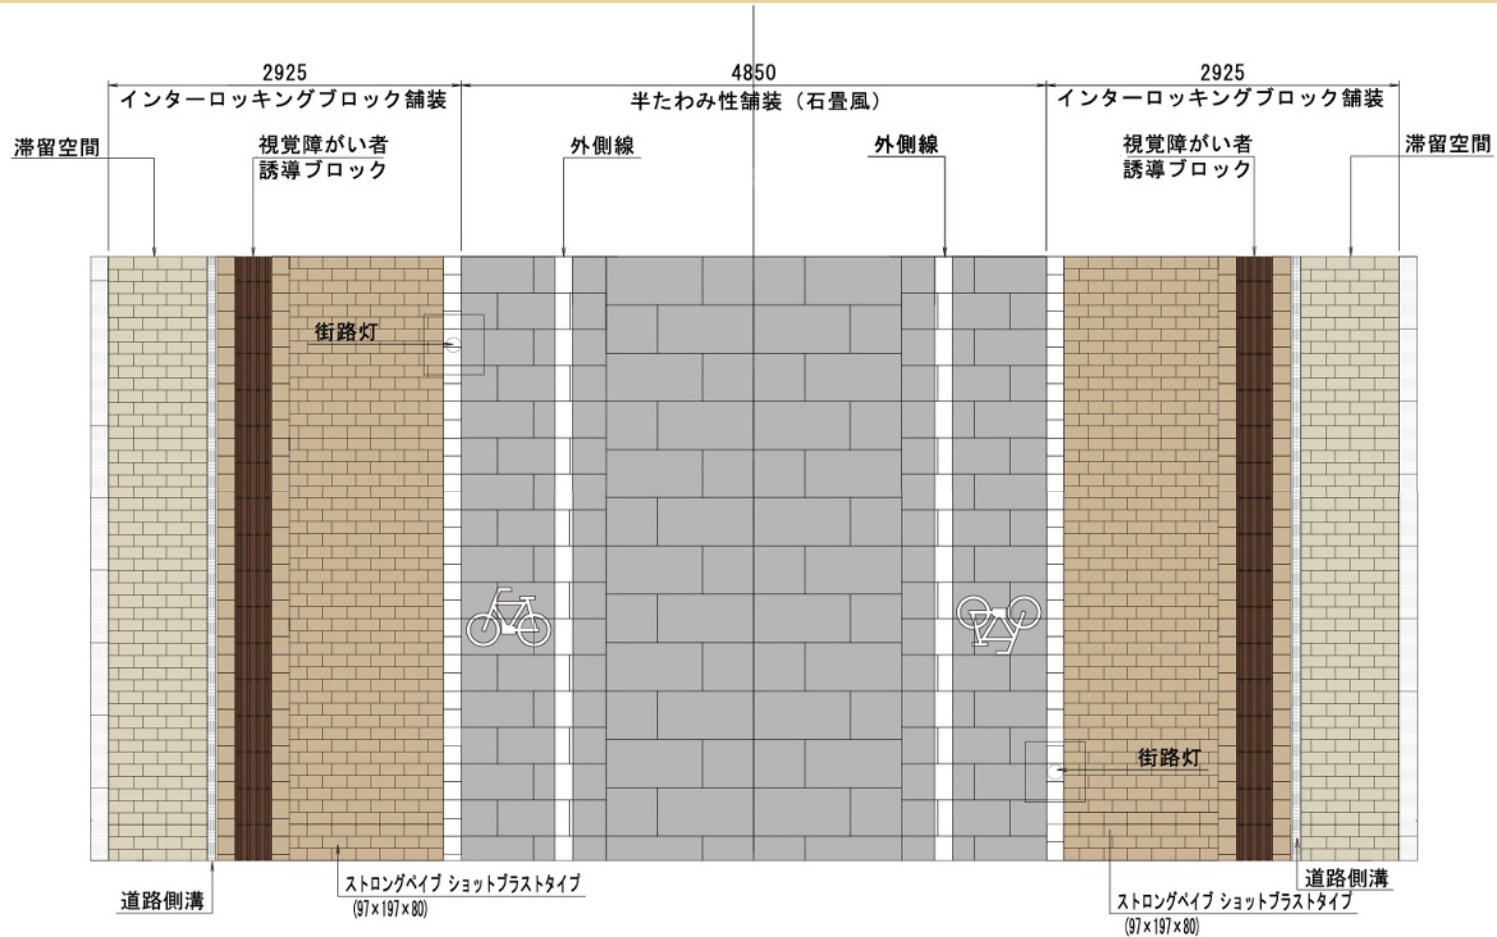 2925
インターロッキングブロック舗装
4850
半たわみ性舗装（石畳風）
2925
インターロッキングブロック舗装
滞留空間
視覚障がい者
誘導ブロック
外側線
外側線
視覚障がい者
誘導ブロック
滞留空間
街路灯
街路灯
道路側溝
ストロングペイブ ショットブラストタイプ
(97×197×80)
道路側溝
ストロングペイブ ショットブラストタイプ
(97×197×80)